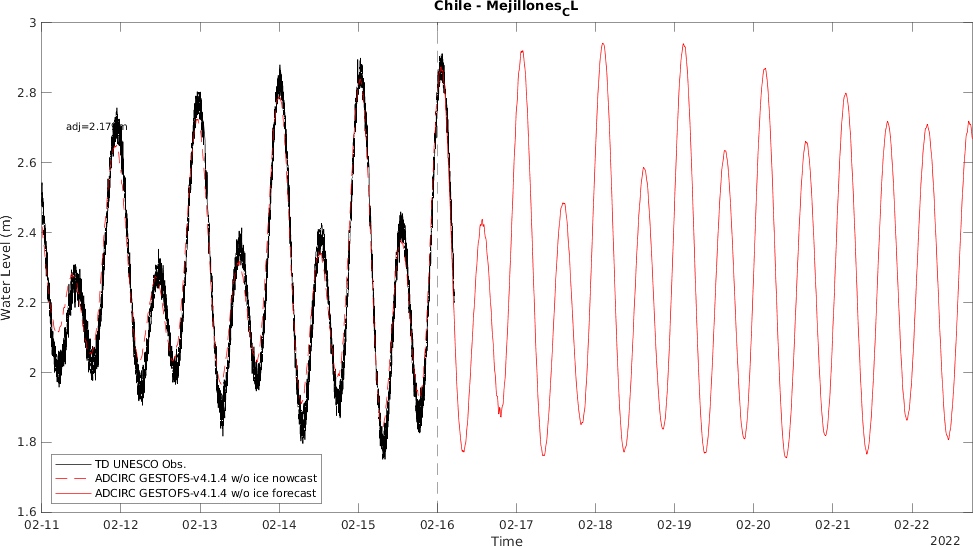 Chile - Mejillones_CL
3
2.8
2.6
2.4
2.2
2
1.8
1.6
Water Level (m)
adj=2.179m
TD UNESCO Obs.
ADCIRC GESTOFS-v4.1.4 w/o ice nowcast
ADCIRC GESTOFS-v4.1.4 w/o ice forecast
02-11 02-12 02-13 02-14 02-15 02-16 02-17 02-18 02-19 02-20 02-21 02-22
Time
2022